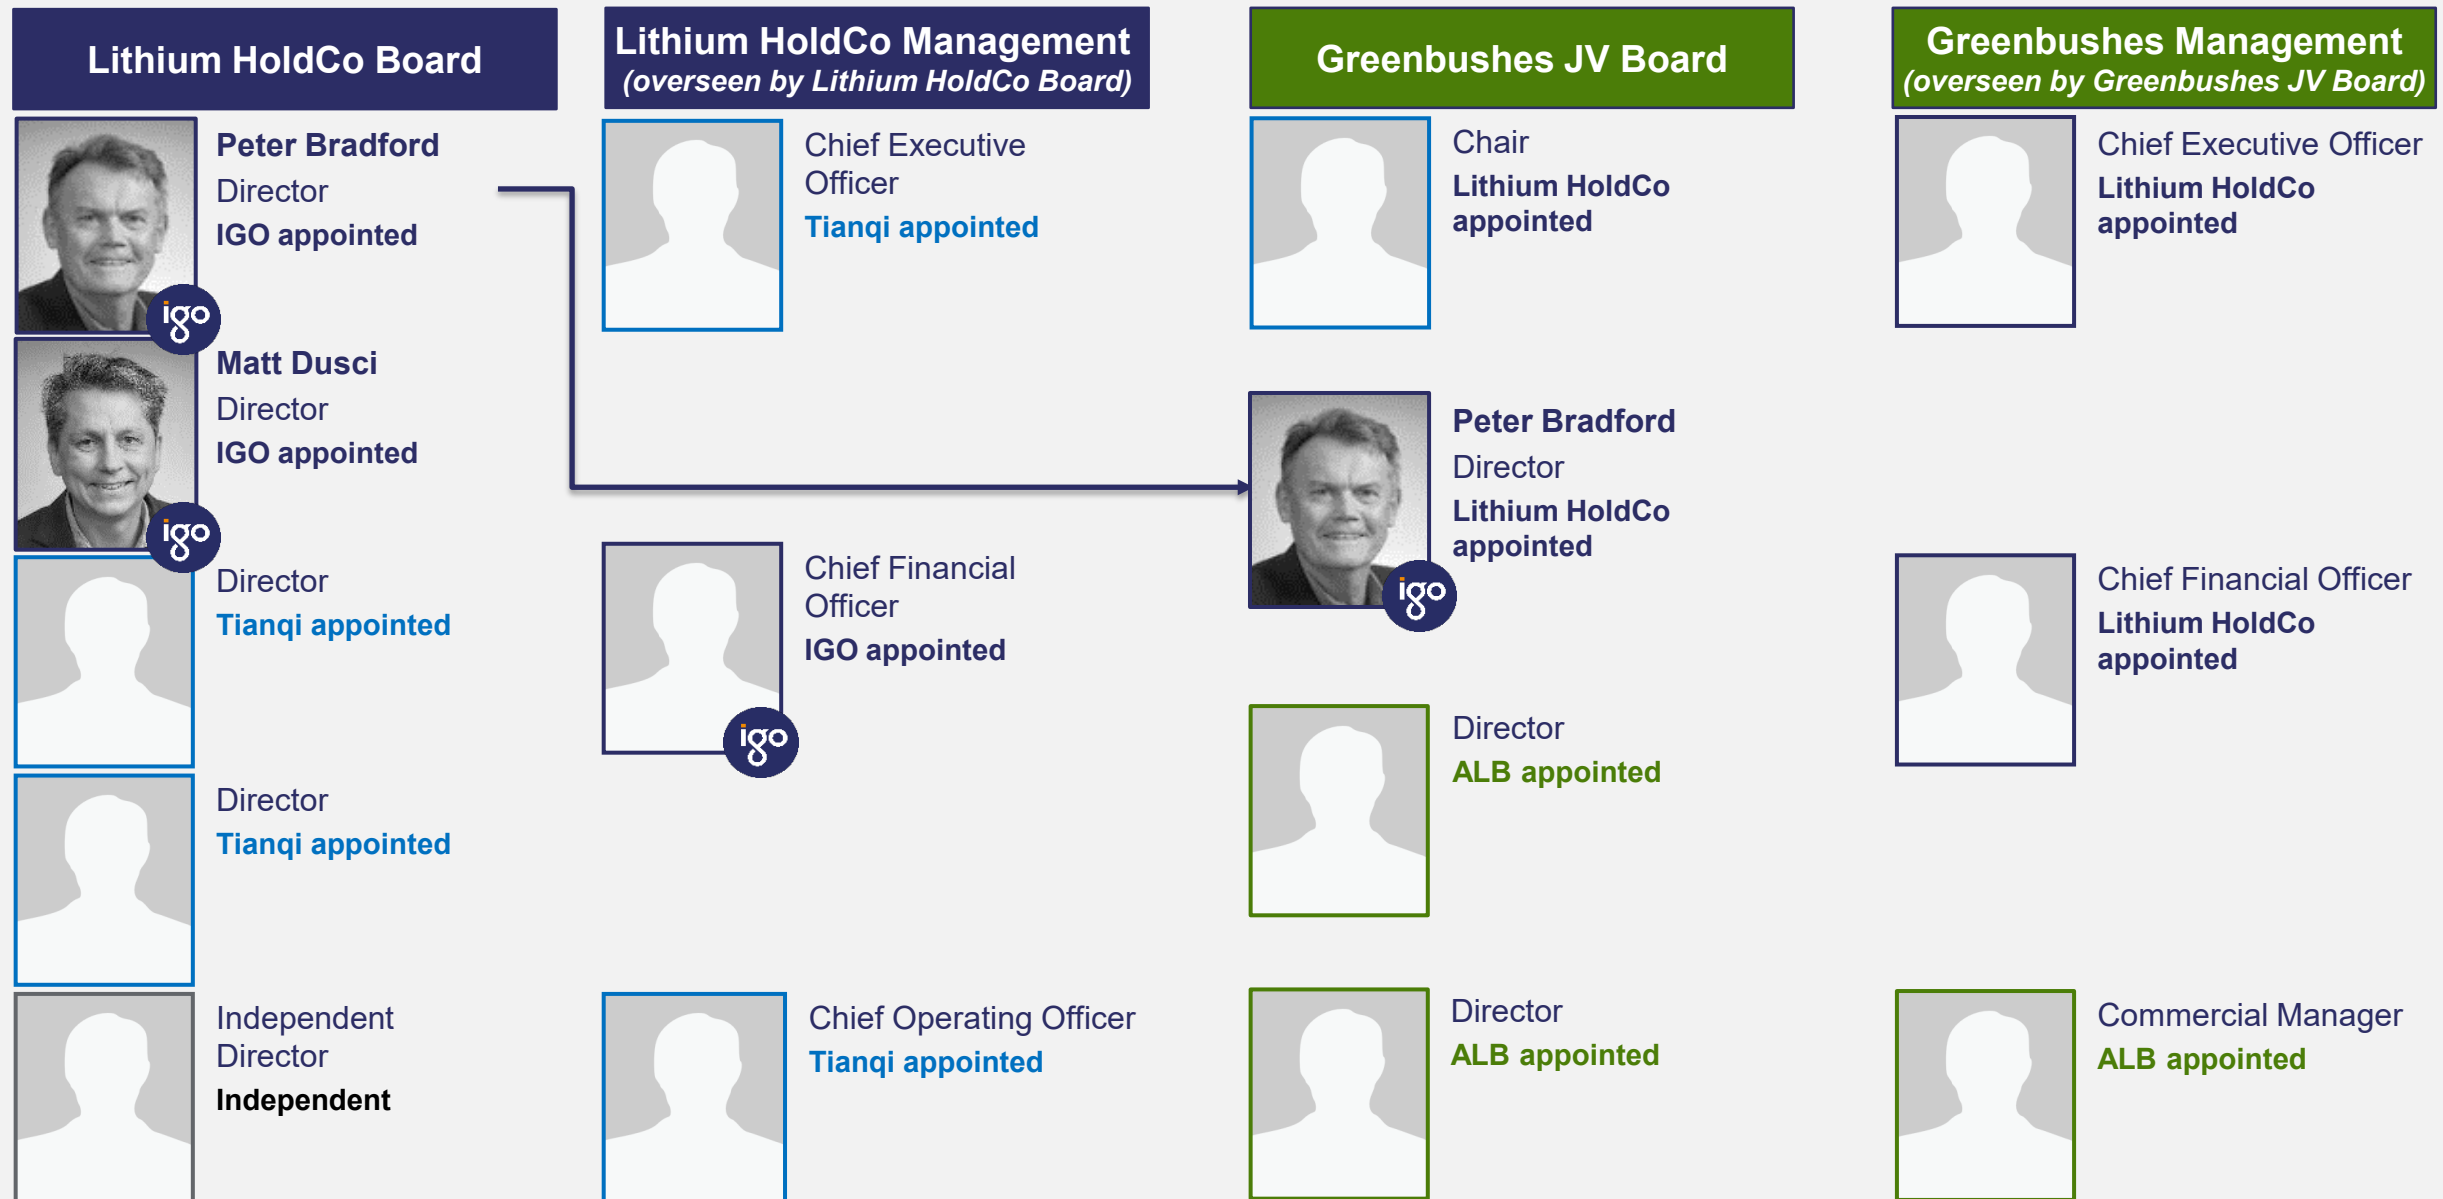 Lithium HoldCo Board
Peter Bradford
Director
IGO appointed
igo
Matt Dusci
Director
IGO appointed
igo
Director
Tianqi appointed
Director
Tianqi appointed
Independent
Director
Independent
Lithium HoldCo Management
(overseen by Lithium HoldCo Board)
Chief Executive
Officer
Tianqi appointed
Chief Financial
Officer
IGO appointed
igo
Chief Operating Officer
Tianqi appointed
Greenbushes JV Board
Chair
Lithium HoldCo
appointed
Peter Bradford
Director
Lithium HoldCo
appointed
igo
Director
ALB appointed
Director
ALB appointed
Greenbushes Management
(overseen by Greenbushes JV Board)
Chief Executive Officer
Lithium HoldCo
appointed
Chief Financial Officer
Lithium HoldCo
appointed
Commercial Manager
ALB appointed